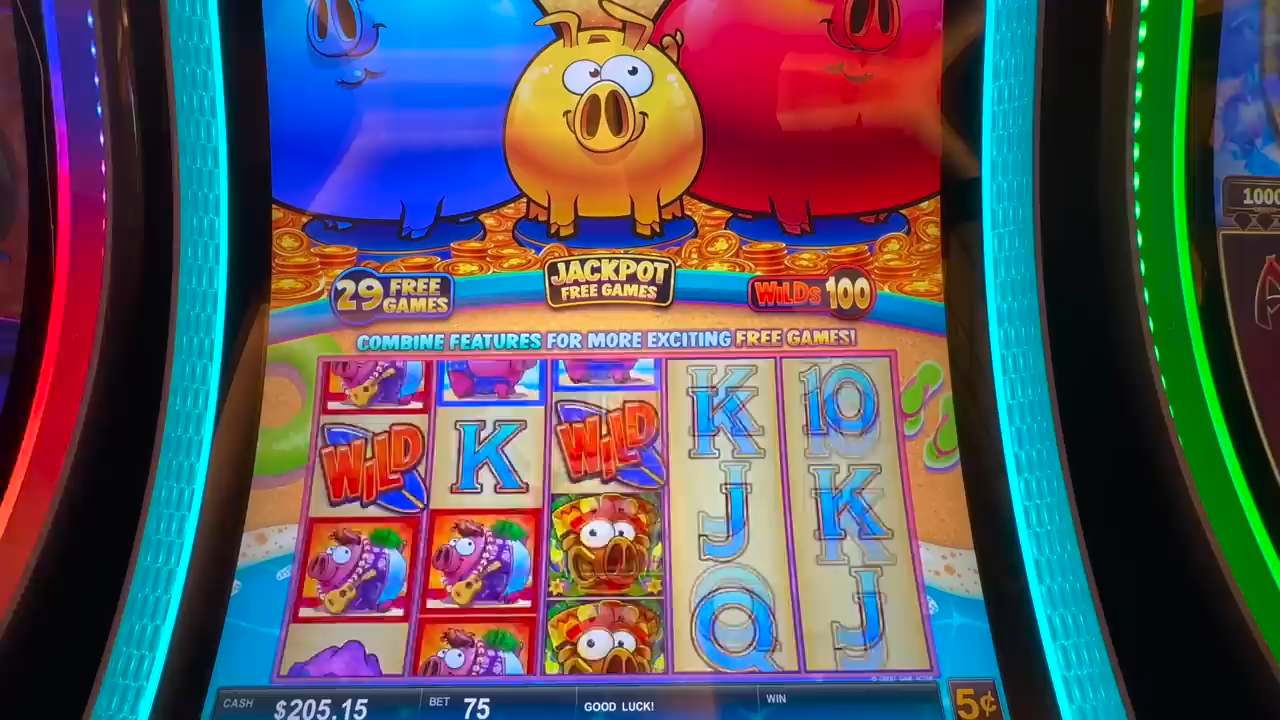 1000
29 FREE GAMES
JACKPOT FREE GAMES
WILDS 100
COMBINE FEATURES FOR MORE EXCITING FREE GAMES!
K 10
WILD K WILD
K
J
Q J
CASH $205.15 BET 75 GOOD LUCK! WIN 5¢